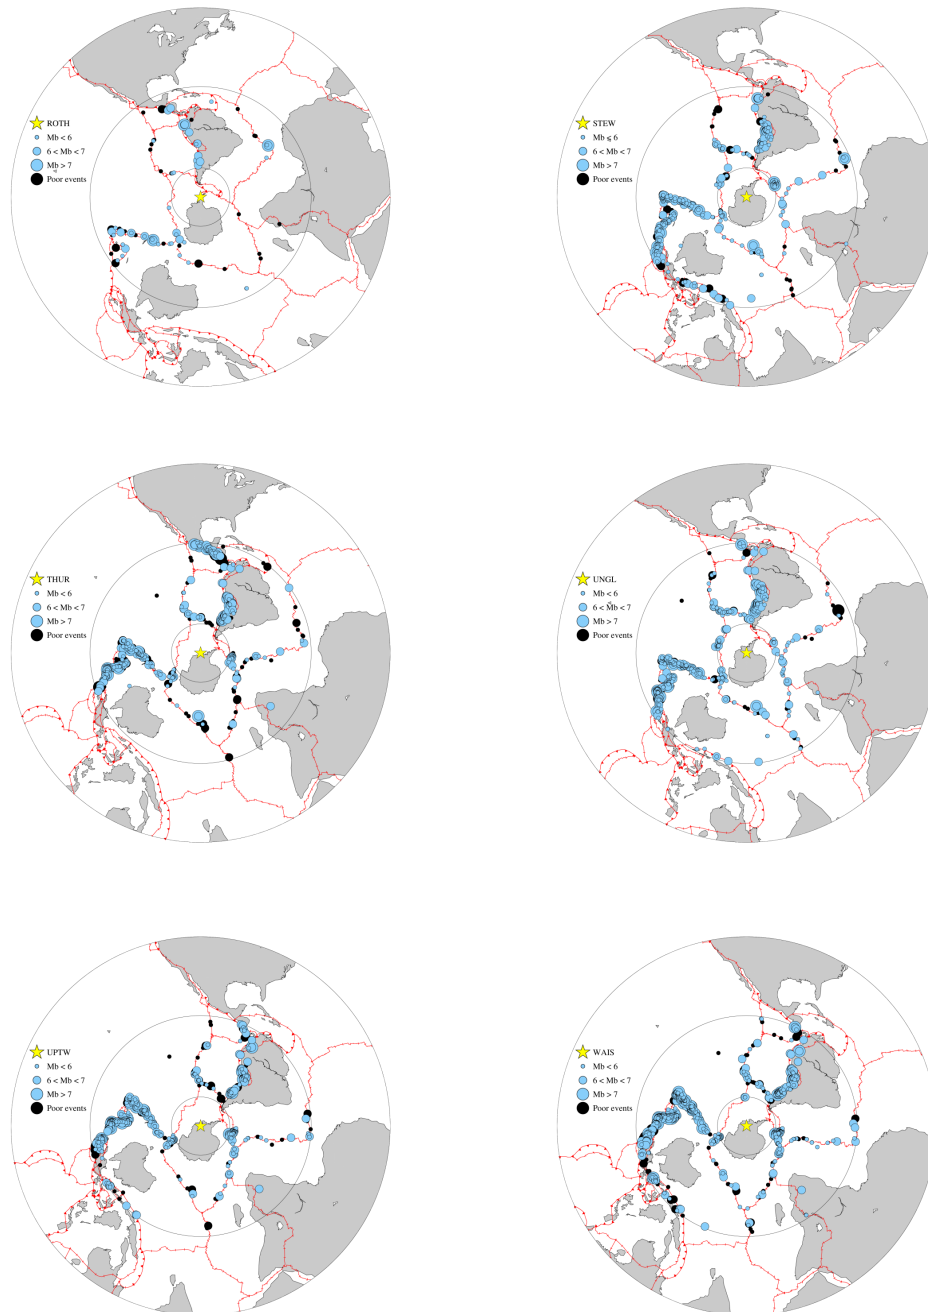 ROTH
Mb < 6
6 < Mb < 7
Mb > 7
Poor events
STEW
Mb < 6
6 < Mb < 7
Mb > 7
Poor events
THUR
Mb < 6
6 < Mb < 7
Mb > 7
Poor events
UNGL
Mb < 6
6 < Mb < 7
Mb > 7
Poor events
UPTW
Mb < 6
6 < Mb < 7
Mb > 7
Poor events
WAIS
Mb < 6
6 < Mb < 7
Mb > 7
Poor events